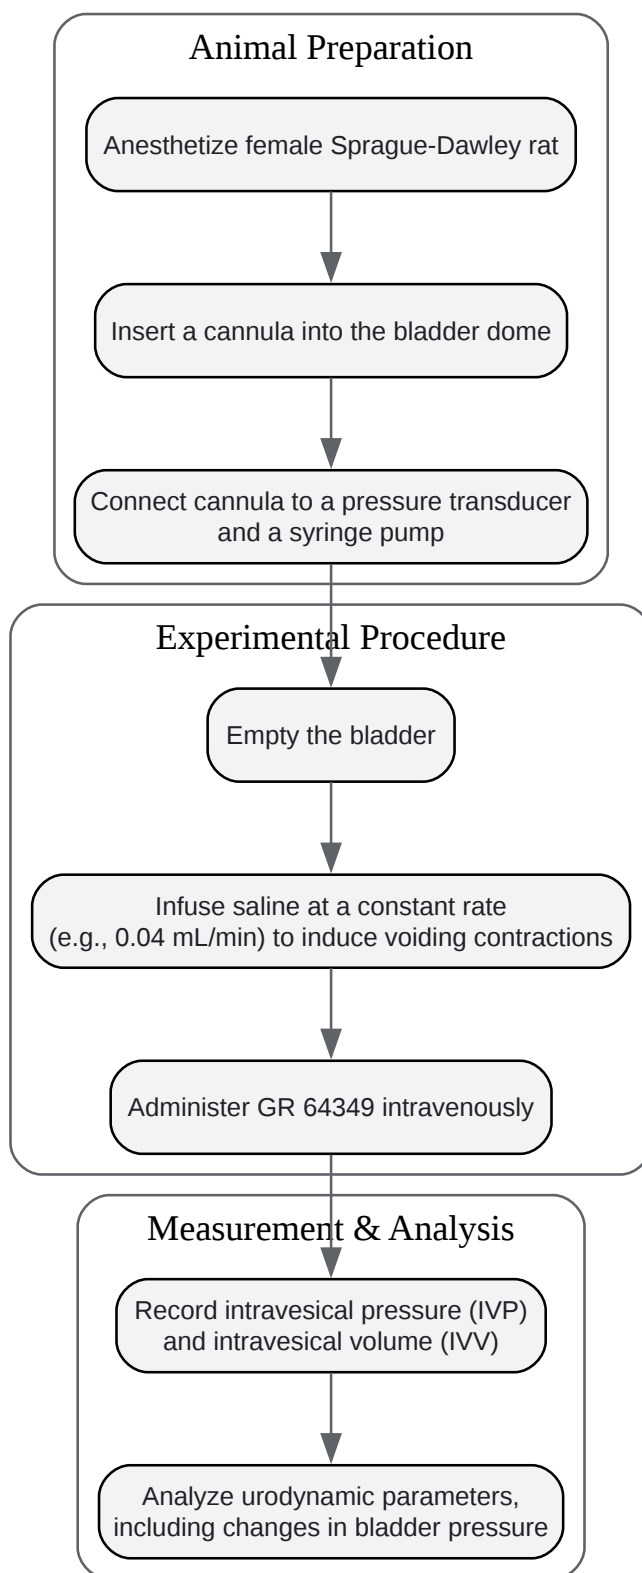 Animal Preparation
Anesthetize female Sprague-Dawley rat
Insert a cannula into the bladder dome
Connect cannula to a pressure transducer
and a syringe pump
Experimental Procedure
Empty the bladder
Infuse saline at a constant rate
(e.g., 0.04 mL/min) to induce voiding contractions
Administer GR 64349 intravenously
Measurement & Analysis
Record intravesical pressure (IVP)
and intravesical volume (IVV)
Analyze urodynamic parameters,
including changes in bladder pressure